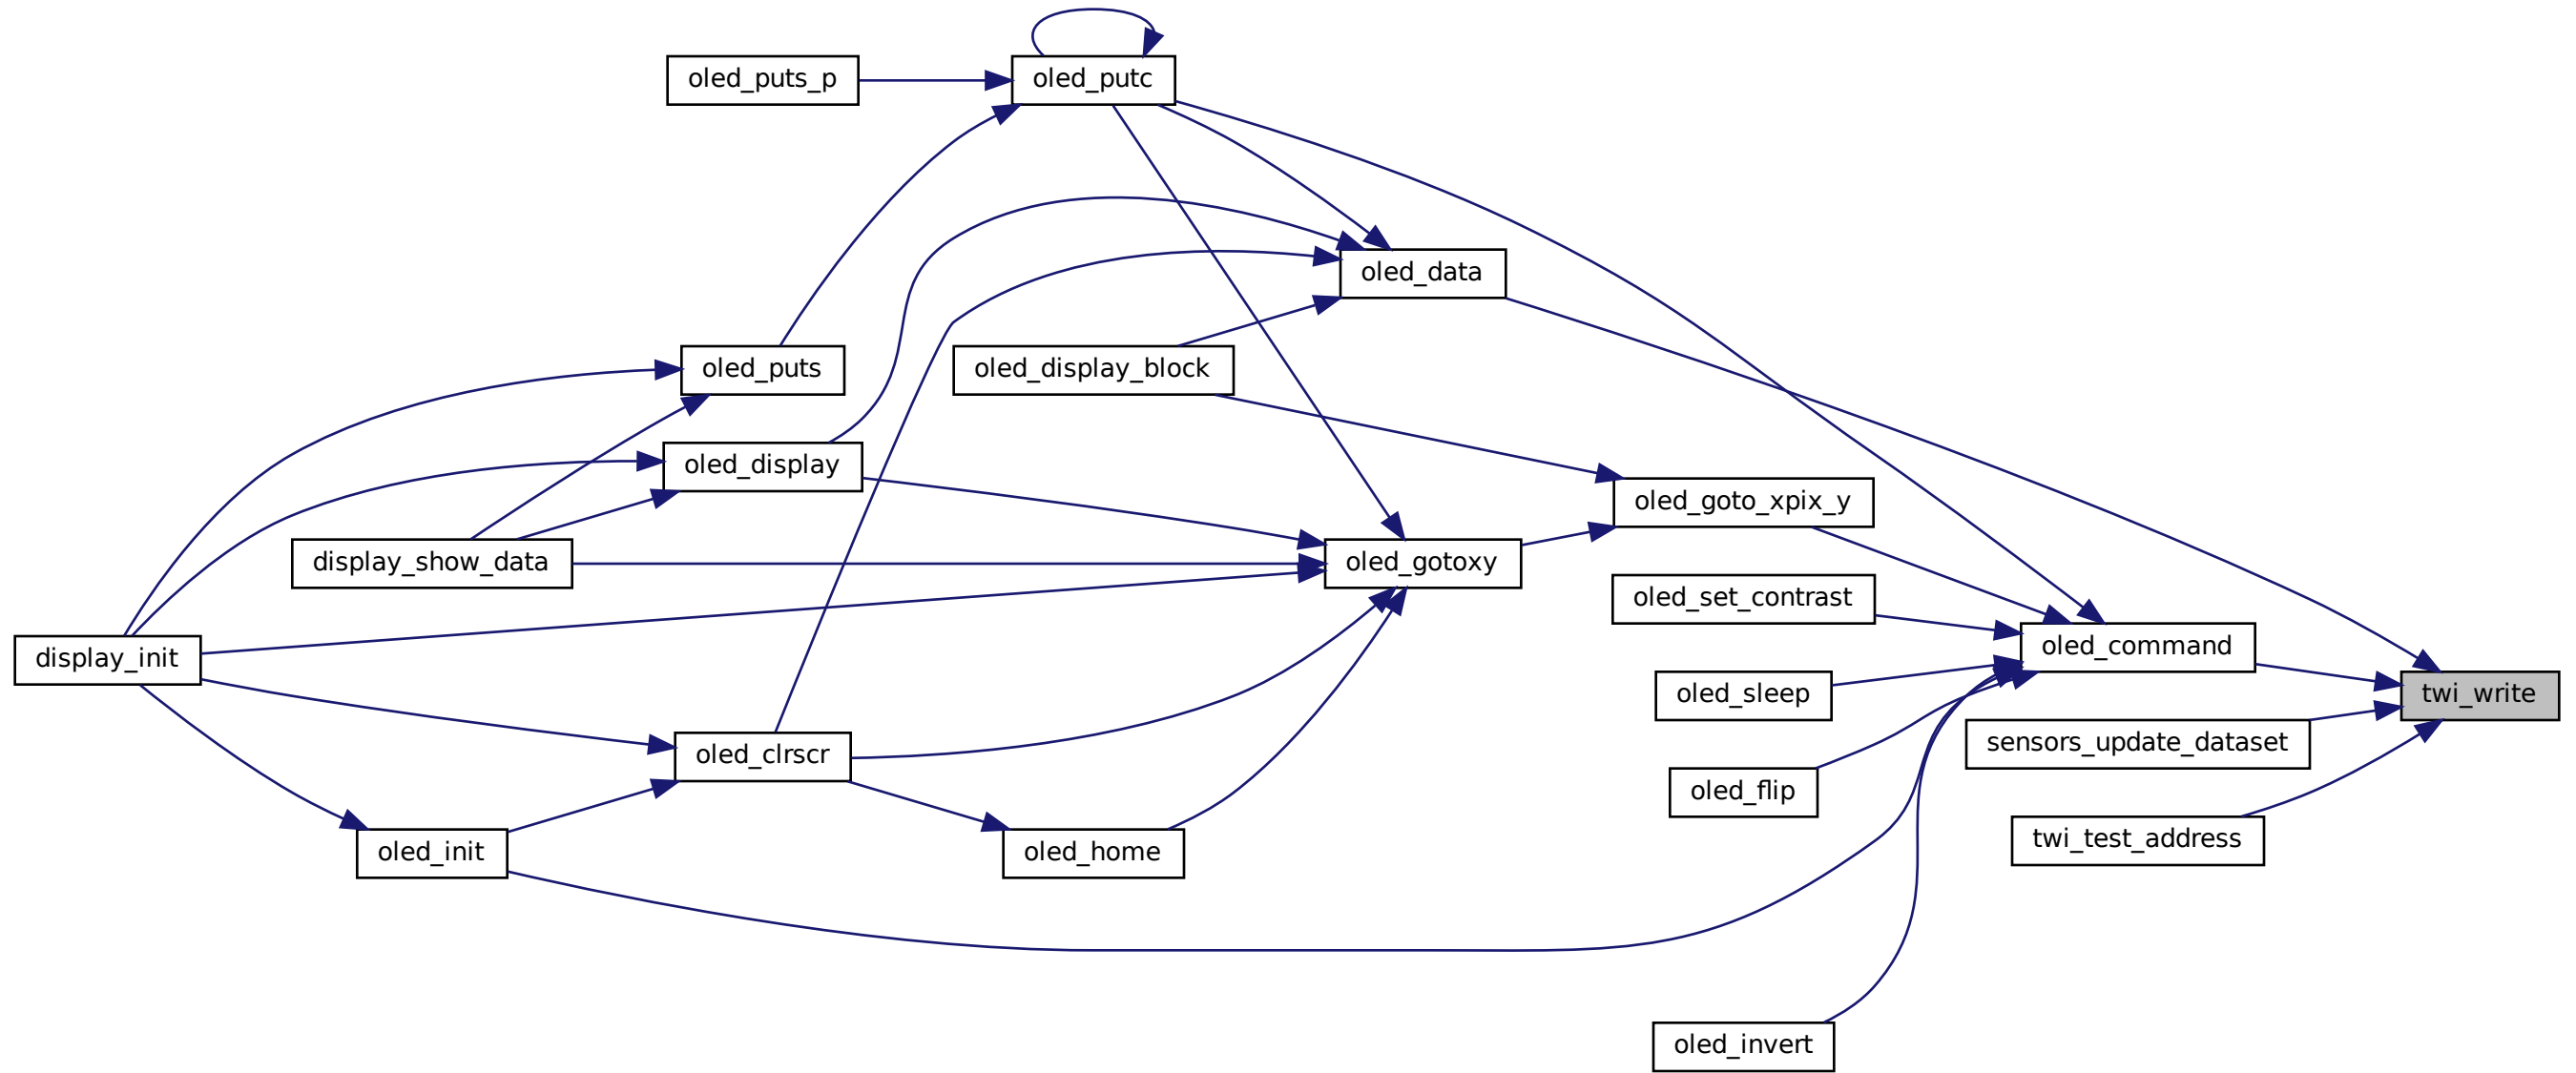 oled_puts_p
oled_putc
oled_data
oled_puts
oled_display_block
oled_display
oled_goto_xpix_y
display_show_data
oled_gotoxy
oled_set_contrast
display_init
oled_command
oled_sleep
twi_write
oled_clrscr
sensors_update_dataset
oled_flip
oled_init
oled_home
twi_test_address
oled_invert